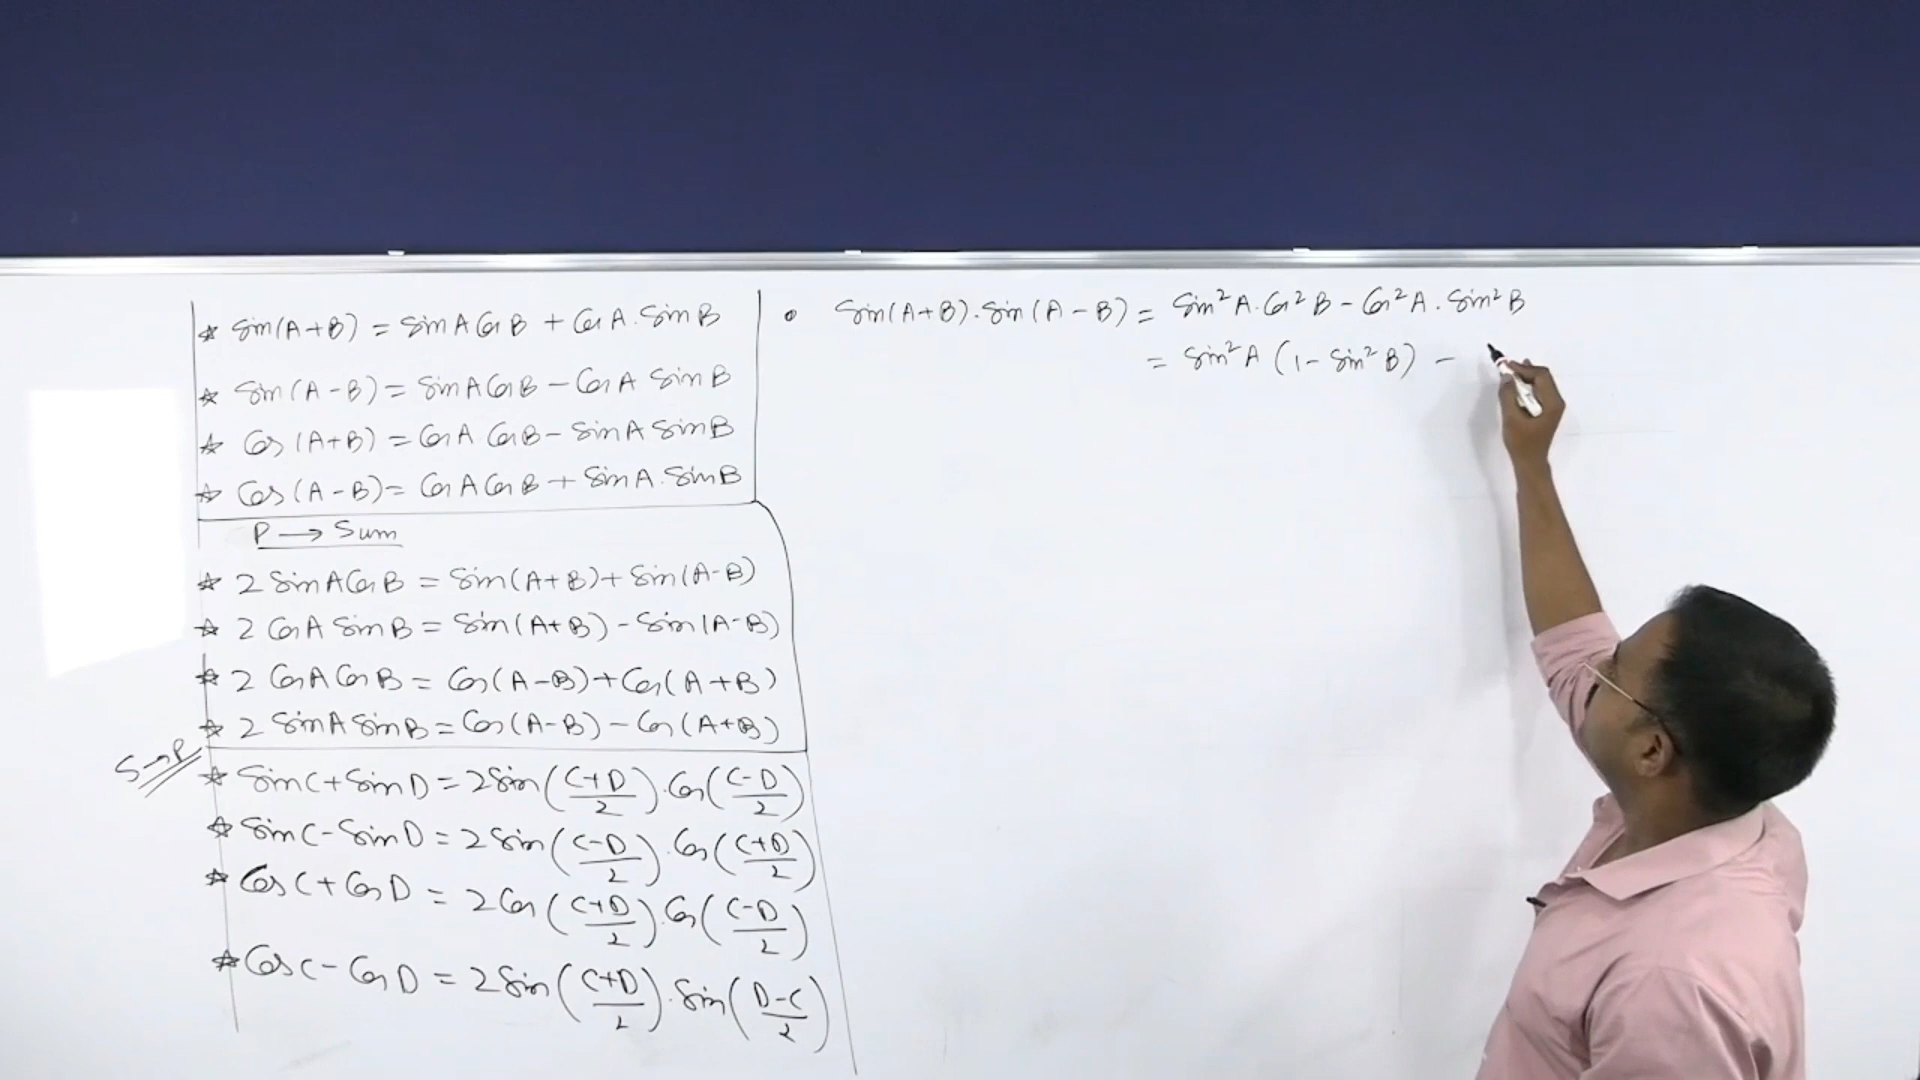 ☆ Sin(A+B) = SinA CosB + CosA.SinB
☆ Sin(A-B) = SinA CosB - CosA SinB
☆ Cos(A+B) = CosA CosB - SinA SinB
☆ Cos(A-B) = CosA CosB + SinA.SinB
P → Sum
☆ 2 SinA CosB = Sin(A+B) + Sin(A-B)
☆ 2 CosA SinB = Sin(A+B) - Sin(A-B)
☆ 2 CosA CosB = Cos(A-B) + Cos(A+B)
☆ 2 SinA SinB = Cos(A-B) - Cos(A+B)
S→P
☆ SinC + SinD = 2Sin((C+D)/2).Cos((C-D)/2)
☆ SinC - SinD = 2Sin((C-D)/2).Cos((C+D)/2)
☆ CosC + CosD = 2Cos((C+D)/2).Cos((C-D)/2)
☆ CosC - CosD = 2Sin((C+D)/2).Sin((D-C)/2)
• Sin(A+B).Sin(A-B) = Sin²A.Cos²B - Cos²A.Sin²B
= Sin²A (1 - Sin²B) -